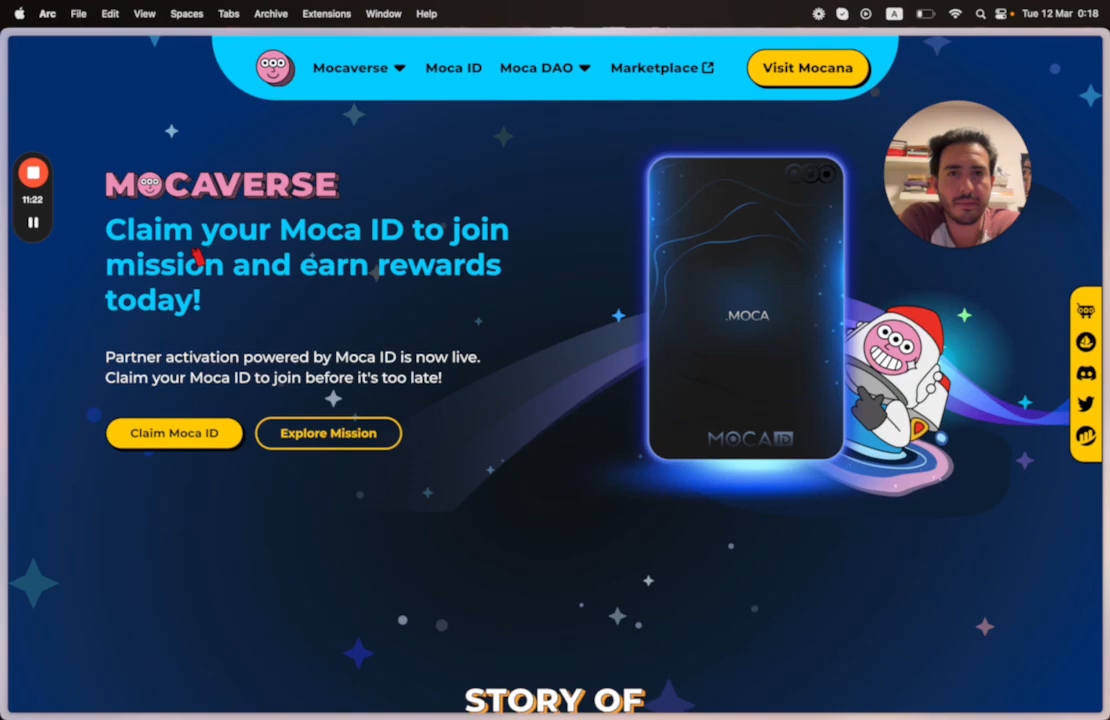 Arc File Edit View Spaces Tabs Archive Extensions Window Help A Tue 12 Mar 0:18
Mocaverse Moca ID Moca DAO Marketplace Visit Mocana
11:22
MOCAVERSE
Claim your Moca ID to join
mission and earn rewards
today!
Partner activation powered by Moca ID is now live.
Claim your Moca ID to join before it's too late!
Claim Moca ID Explore Mission
.MOCA
MOCA ID
STORY OF